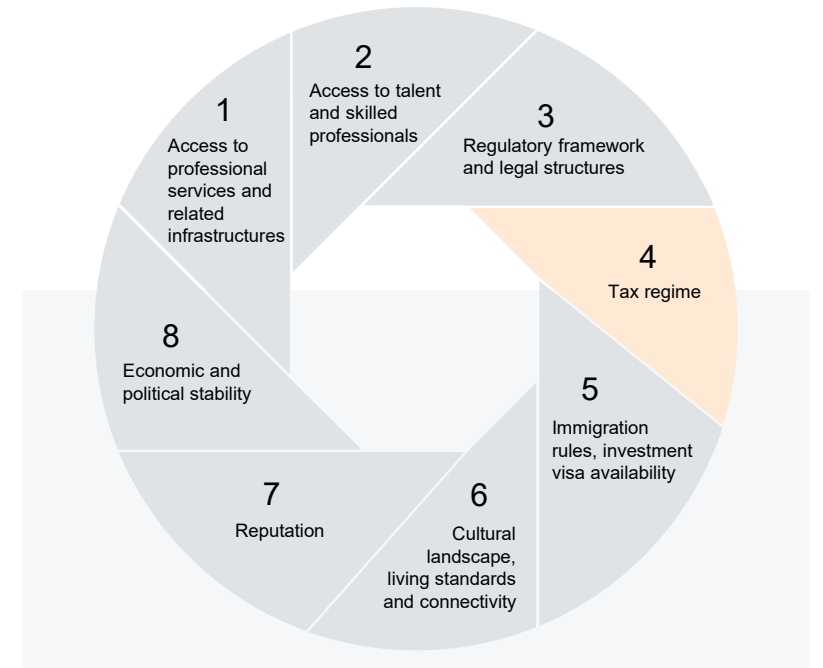 1
Access to
professional
services and
related
infrastructures
2
Access to talent
and skilled
professionals
3
Regulatory framework
and legal structures
4
Tax regime
5
Immigration
rules, investment
visa availability
6
Cultural
landscape,
living standards
and connectivity
7
Reputation
8
Economic and
political stability